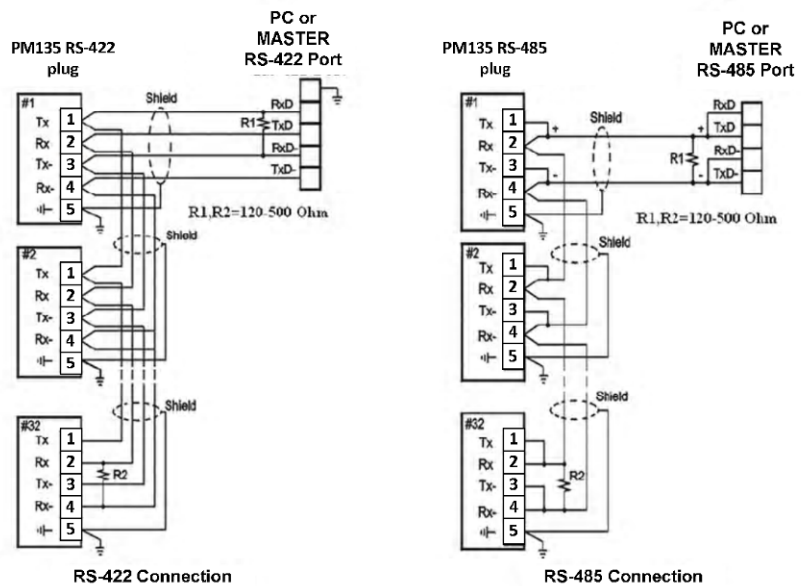 PM135 RS-422
plug
PC or
MASTER
RS-422 Port
#1
Tx 1
Rx 2
Tx- 3
Rx- 4
5
Shield
R1
RxD
TxD
RxD-
TxD-
R1,R2=120-500 Ohm
Shield
#2
Tx 1
Rx 2
Tx- 3
Rx- 4
5
Shield
#32
Tx 1
Rx 2
Tx- 3
Rx- 4
5
R2
RS-422 Connection
PM135 RS-485
plug
PC or
MASTER
RS-485 Port
#1
Tx 1
Rx 2
Tx- 3
Rx- 4
5
+
-
Shield
R1
+
-
RxD
TxD
RxD-
TxD-
R1,R2=120-500 Ohm
Shield
#2
Tx 1
Rx 2
Tx- 3
Rx- 4
5
Shield
#32
Tx 1
Rx 2
Tx- 3
Rx- 4
5
R2
RS-485 Connection